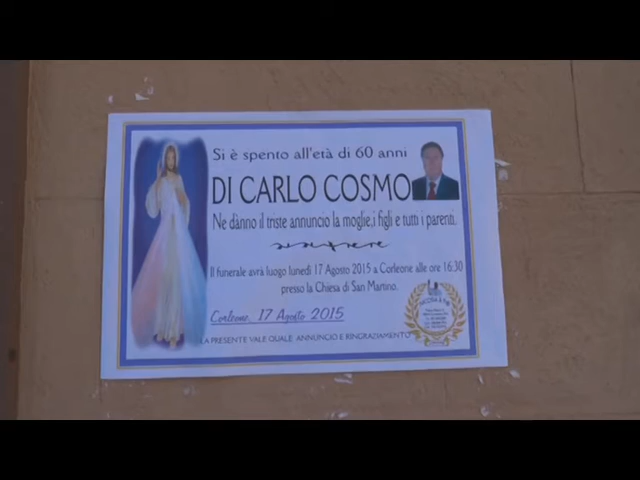 Si è spento all'età di 60 anni
DI CARLO COSMO
Ne dànno il triste annuncio la moglie,i figli e tutti i parenti.
Il funerale avrà luogo lunedì 17 Agosto 2015 a Corleone alle ore 16:30
presso la Chiesa di San Martino.
Corleone, 17 Agosto 2015
LA PRESENTE VALE QUALE ANNUNCIO E RINGRAZIAMENTO